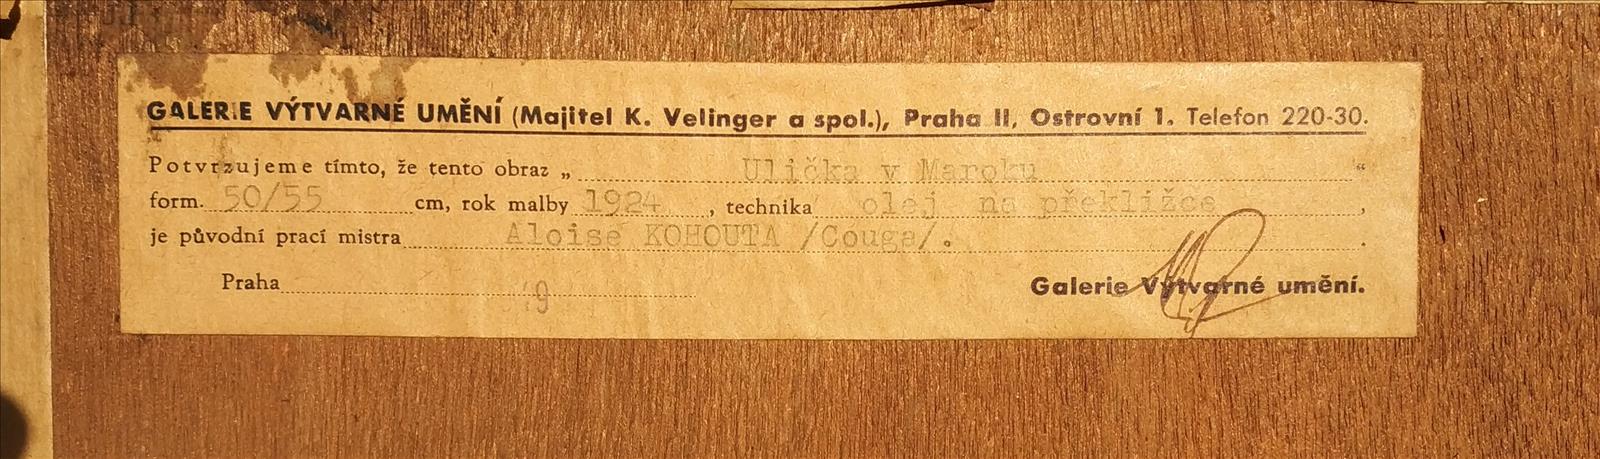 GALERIE VÝTVARNÉ UMĚNÍ (Majitel K. Velinger a spol.), Praha II, Ostrovní 1. Telefon 220-30.
Potvrzujeme tímto, že tento obraz „ Ulička v Maroku “
form. 50/55 cm, rok malby 1924, technika olej na překližce,
je původní prací mistra Aloise KOHOUTA /Couga/.
Praha
Galerie Výtvarné umění.